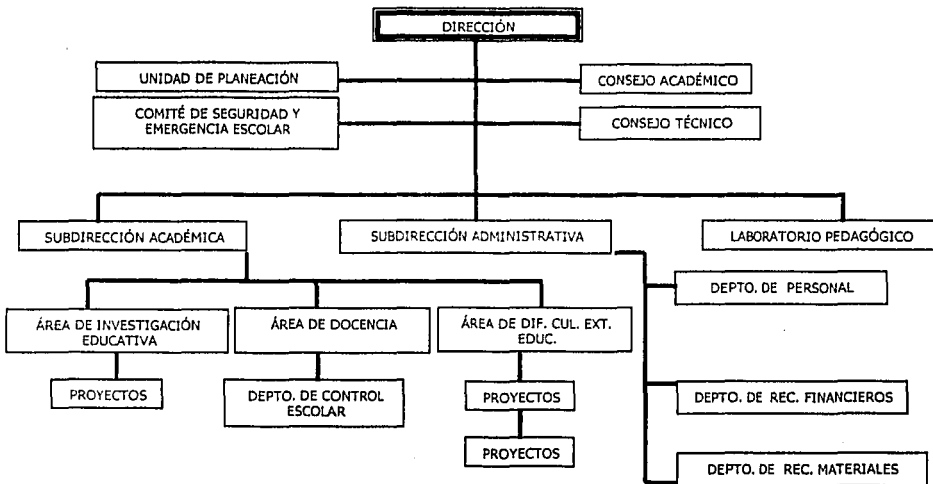 DIRECCIÓN
UNIDAD DE PLANEACIÓN
CONSEJO ACADÉMICO
COMITÉ DE SEGURIDAD Y
EMERGENCIA ESCOLAR
CONSEJO TÉCNICO
SUBDIRECCIÓN ACADÉMICA
SUBDIRECCIÓN ADMINISTRATIVA
LABORATORIO PEDAGÓGICO
DEPTO. DE PERSONAL
ÁREA DE INVESTIGACIÓN
EDUCATIVA
ÁREA DE DOCENCIA
ÁREA DE DIF. CUL. EXT.
EDUC.
PROYECTOS
DEPTO. DE CONTROL
ESCOLAR
PROYECTOS
DEPTO. DE REC. FINANCIEROS
PROYECTOS
DEPTO. DE REC. MATERIALES